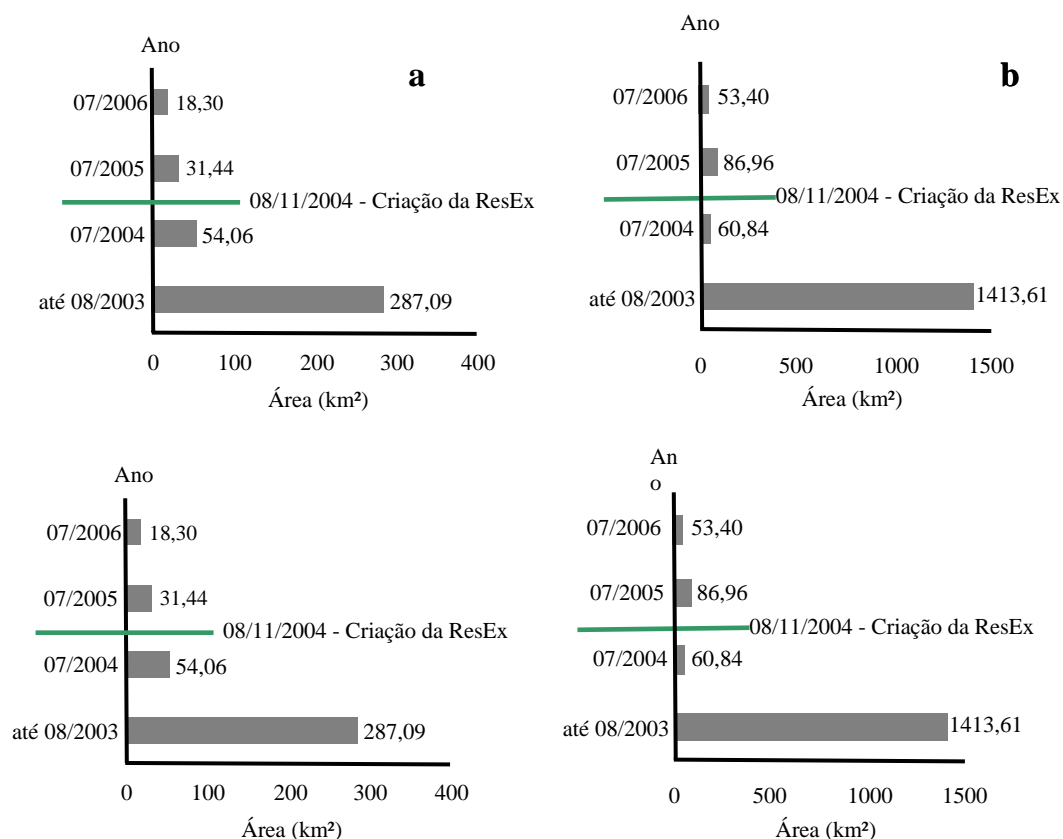 Ano
a
07/2006 18,30
07/2005 31,44
08/11/2004 - Criação da ResEx
07/2004 54,06
até 08/2003 287,09
0 100 200 300 400
Área (km²)
Ano
b
07/2006 53,40
07/2005 86,96
08/11/2004 - Criação da ResEx
07/2004 60,84
até 08/2003 1413,61
0 500 1000 1500
Área (km²)
Ano
07/2006 18,30
07/2005 31,44
08/11/2004 - Criação da ResEx
07/2004 54,06
até 08/2003 287,09
0 100 200 300 400
Área (km²)
An
o
07/2006 53,40
07/2005 86,96
08/11/2004 - Criação da ResEx
07/2004 60,84
até 08/2003 1413,61
0 500 1000 1500
Área (km²)